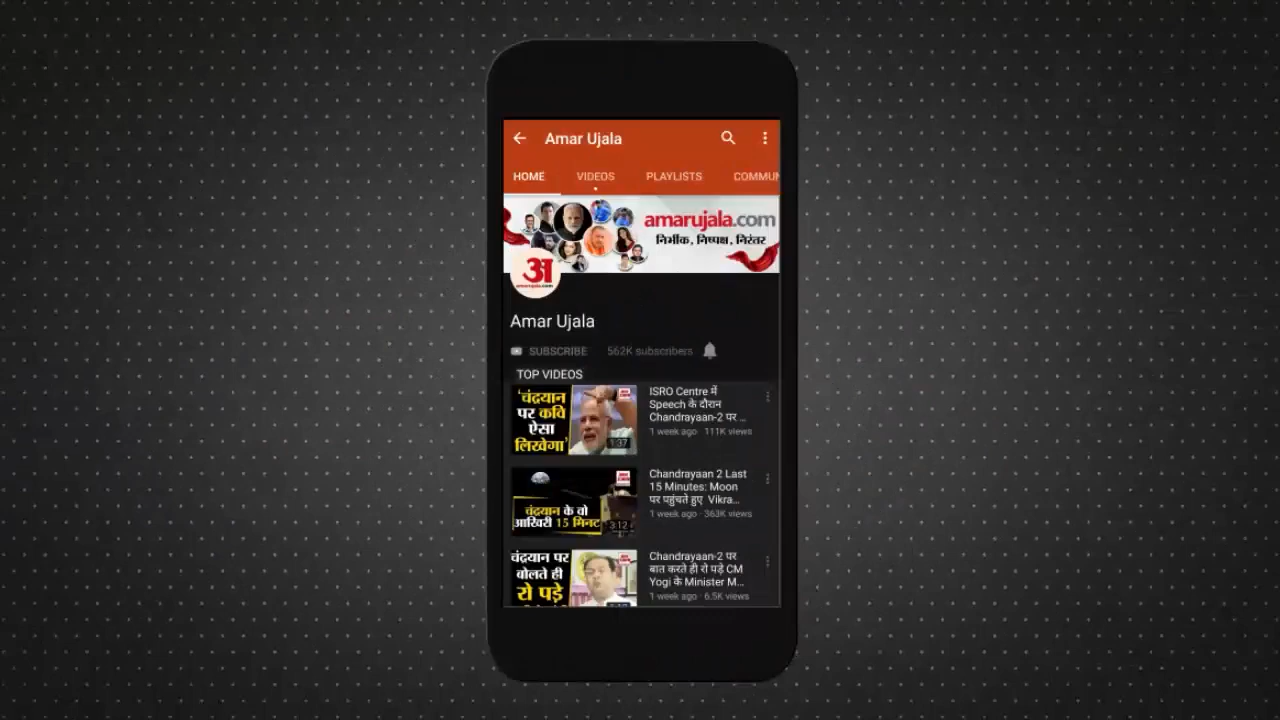 Amar Ujala
HOME VIDEOS PLAYLISTS COMMUN
amarujala.com
निर्भीक, निष्पक्ष, निरंतर
अ
amarujala.com
Amar Ujala
SUBSCRIBE 562K subscribers
TOP VIDEOS
'चंद्रयान
पर कवि
ऐसा
लिखेगा'
1:37
ISRO Centre में
Speech के दौरान
Chandrayaan-2 पर ...
1 week ago · 111K views
चंद्रयान के वो
आखिरी 15 मिनट
3:12
Chandrayaan 2 Last
15 Minutes: Moon
पर पहुंचते हुए Vikra...
1 week ago · 363K views
चंद्रयान पर
बोलते ही
रो पड़े
Chandrayaan-2 पर
बात करते ही रो पड़े CM
Yogi के Minister M...
1 week ago · 6.5K views